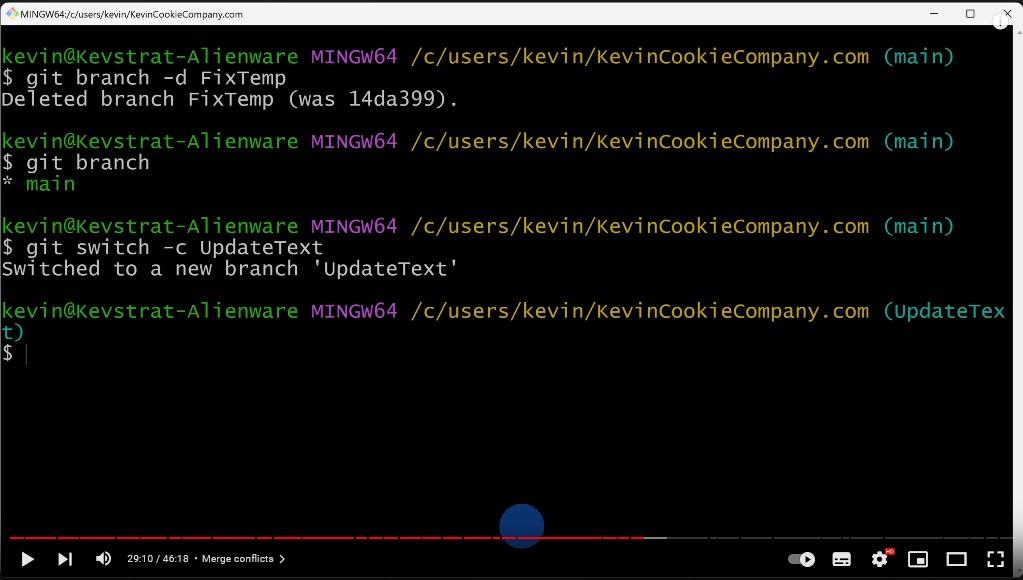 MINGW64:/c/users/kevin/KevinCookieCompany.com
kevin@Kevstrat-Alienware MINGW64 /c/users/kevin/KevinCookieCompany.com (main)
$ git branch -d FixTemp
Deleted branch FixTemp (was 14da399).
kevin@Kevstrat-Alienware MINGW64 /c/users/kevin/KevinCookieCompany.com (main)
$ git branch
* main
kevin@Kevstrat-Alienware MINGW64 /c/users/kevin/KevinCookieCompany.com (main)
$ git switch -c UpdateText
Switched to a new branch 'UpdateText'
kevin@Kevstrat-Alienware MINGW64 /c/users/kevin/KevinCookieCompany.com (UpdateTex
t)
$
29:10 / 46:18 • Merge conflicts >
HD